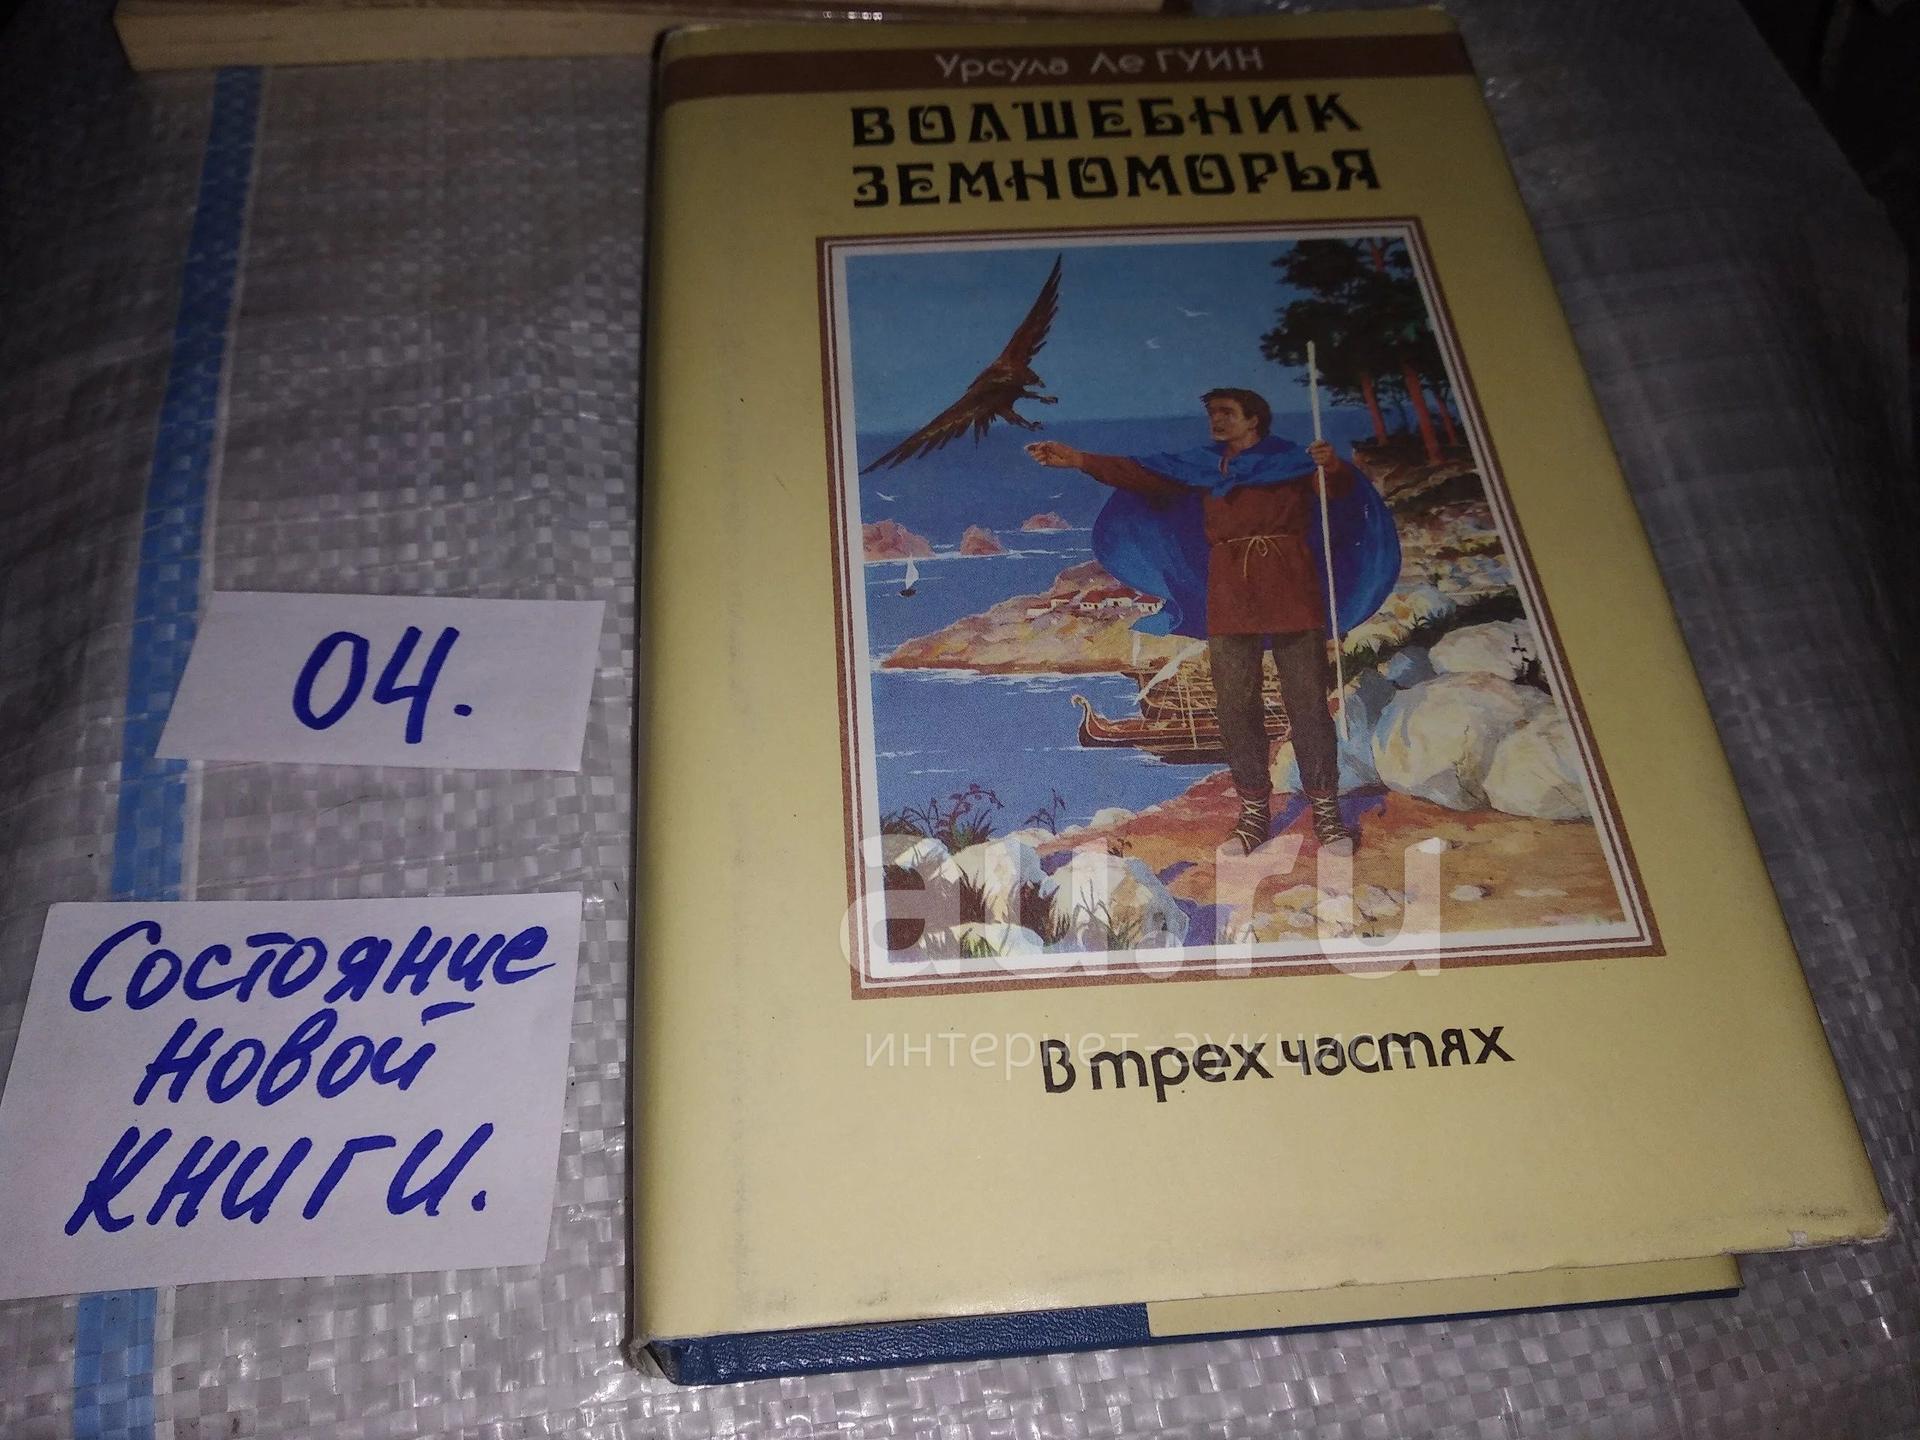 Урсула Ле ГУИН
ВОЛШЕБНИК
ЗЕМНОМОРЬЯ
04.
Состояние
новой
книги.
au.ru
интернет-аукцион
В трех частях